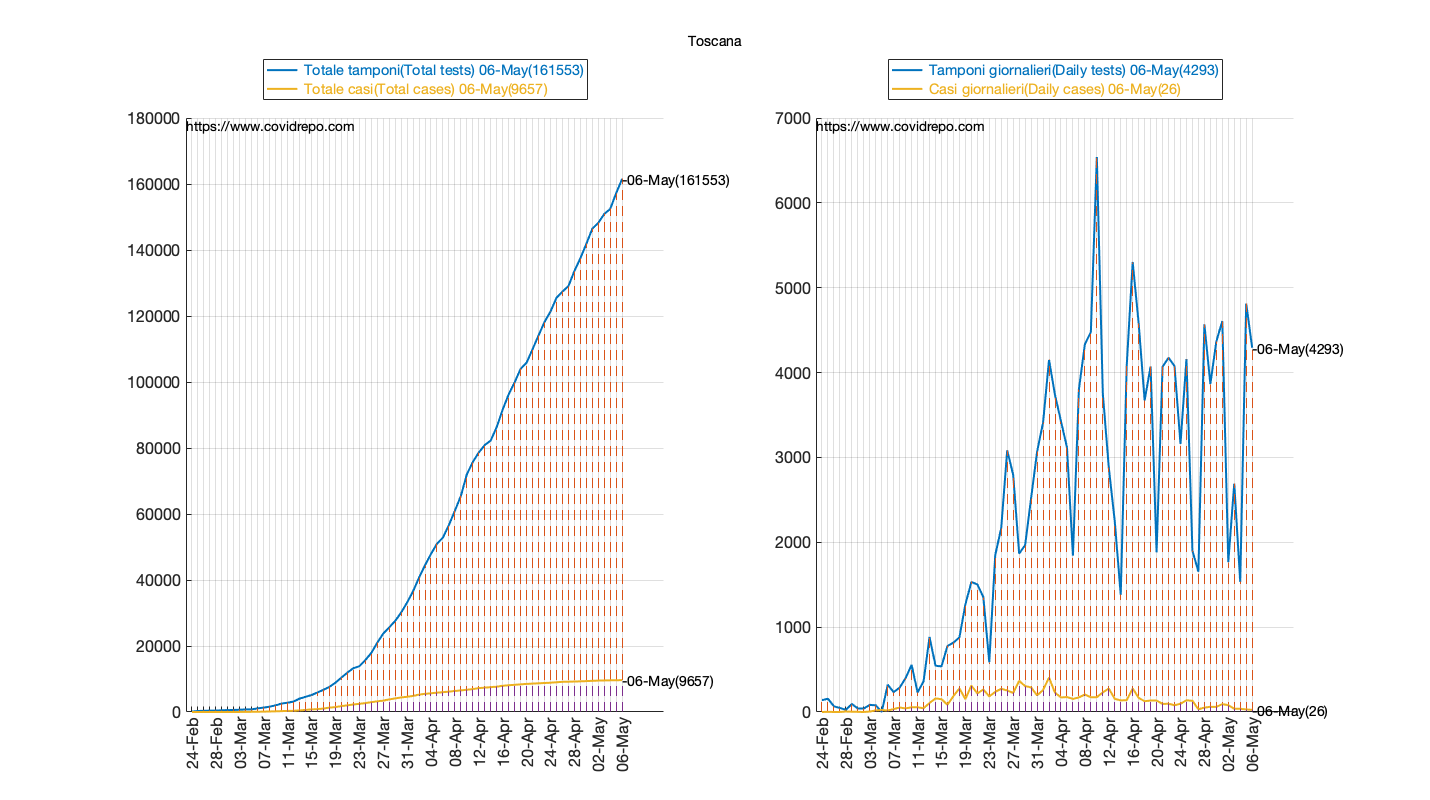 Toscana
Totale tamponi(Total tests) 06-May(161553)
Totale casi(Total cases) 06-May(9657)
https://www.covidrepo.com
180000
160000
140000
120000
100000
80000
60000
40000
20000
0
06-May(161553)
06-May(9657)
24-Feb
28-Feb
03-Mar
07-Mar
11-Mar
15-Mar
19-Mar
23-Mar
27-Mar
31-Mar
04-Apr
08-Apr
12-Apr
16-Apr
20-Apr
24-Apr
28-Apr
02-May
06-May
Tamponi giornalieri(Daily tests) 06-May(4293)
Casi giornalieri(Daily cases) 06-May(26)
https://www.covidrepo.com
7000
6000
5000
4000
3000
2000
1000
0
06-May(4293)
06-May(26)
24-Feb
28-Feb
03-Mar
07-Mar
11-Mar
15-Mar
19-Mar
23-Mar
27-Mar
31-Mar
04-Apr
08-Apr
12-Apr
16-Apr
20-Apr
24-Apr
28-Apr
02-May
06-May